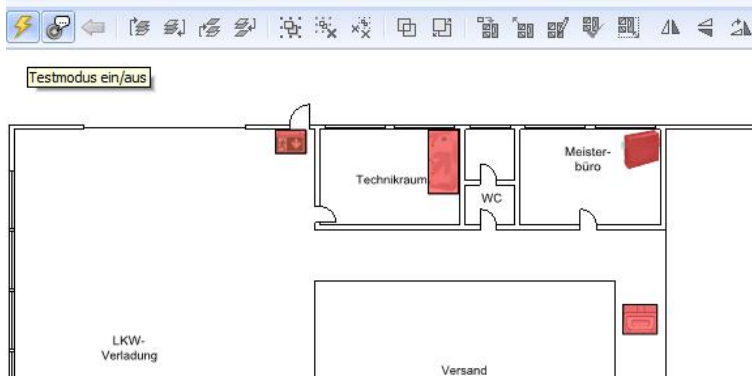 Testmodus ein/aus
Meister-
büro
Technikraum
WC
LKW-
Verladung
Versand